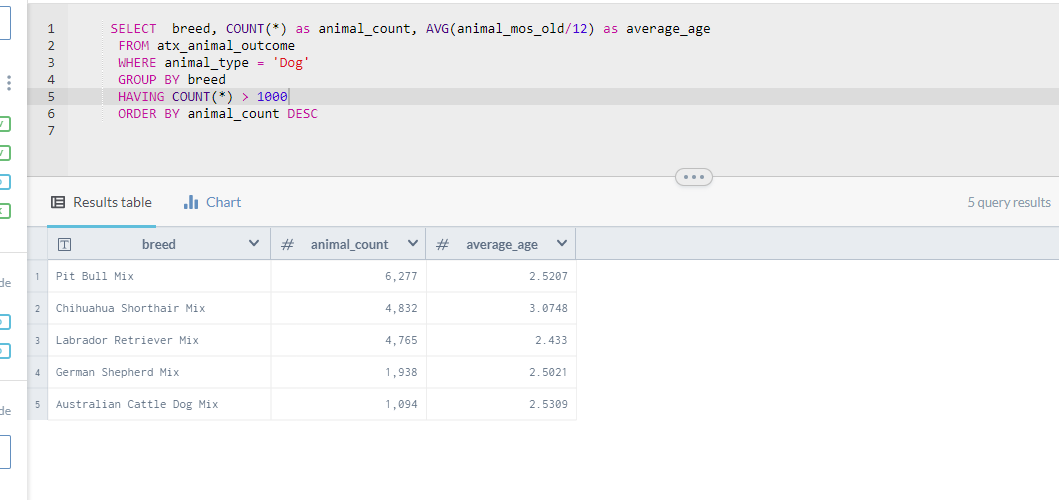 1 SELECT  breed, COUNT(*) as animal_count, AVG(animal_mos_old/12) as average_age
2 FROM atx_animal_outcome
3 WHERE animal_type = 'Dog'
4 GROUP BY breed
5 HAVING COUNT(*) > 1000
6 ORDER BY animal_count DESC
7
Results table Chart 5 query results
breed # animal_count # average_age
1 Pit Bull Mix 6,277 2.5207
2 Chihuahua Shorthair Mix 4,832 3.0748
3 Labrador Retriever Mix 4,765 2.433
4 German Shepherd Mix 1,938 2.5021
5 Australian Cattle Dog Mix 1,094 2.5309